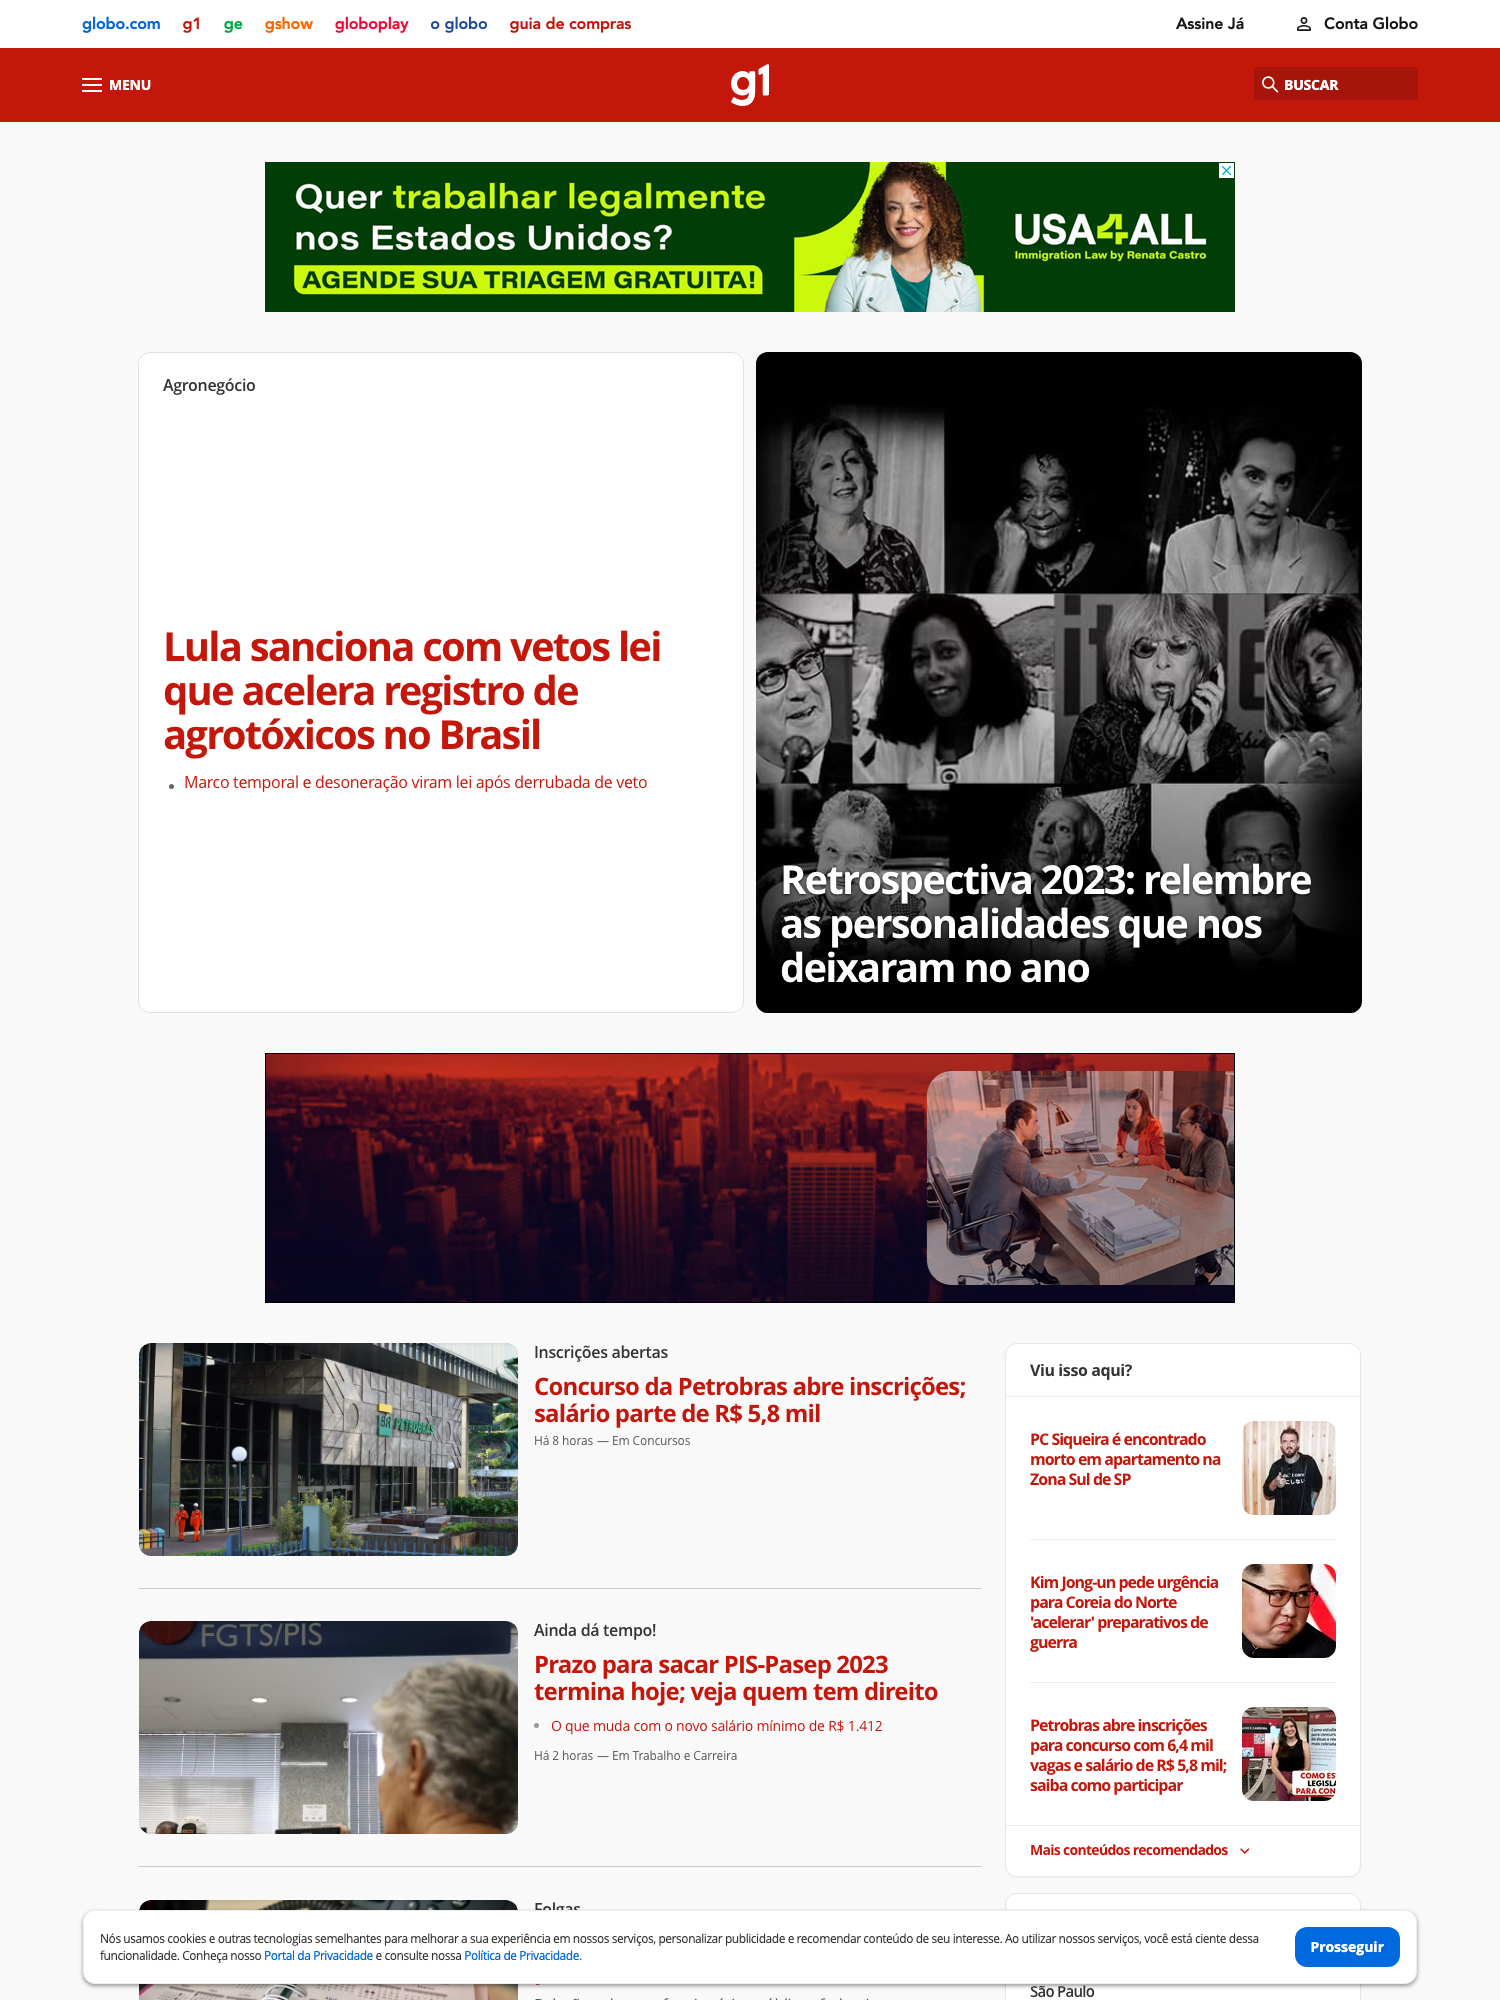 globo.com g1 ge gshow globoplay o globo guia de compras Assine Já Conta Globo
MENU g1 BUSCAR
Quer trabalhar legalmente
nos Estados Unidos?
AGENDE SUA TRIAGEM GRATUITA!
USA4ALL
Immigration Law by Renata Castro
Agronegócio
Lula sanciona com vetos lei
que acelera registro de
agrotóxicos no Brasil
Marco temporal e desoneração viram lei após derrubada de veto
Retrospectiva 2023: relembre
as personalidades que nos
deixaram no ano
BR PETROBRAS
Inscrições abertas
Concurso da Petrobras abre inscrições;
salário parte de R$ 5,8 mil
Há 8 horas — Em Concursos
FGTS/PIS
Ainda dá tempo!
Prazo para sacar PIS-Pasep 2023
termina hoje; veja quem tem direito
O que muda com o novo salário mínimo de R$ 1.412
Há 2 horas — Em Trabalho e Carreira
Folgas
Viu isso aqui?
PC Siqueira é encontrado
morto em apartamento na
Zona Sul de SP
Kim Jong-un pede urgência
para Coreia do Norte
'acelerar' preparativos de
guerra
Petrobras abre inscrições
para concurso com 6,4 mil
vagas e salário de R$ 5,8 mil;
saiba como participar
COMO ES
LEGISLA
PARA CON
Mais conteúdos recomendados
Nós usamos cookies e outras tecnologias semelhantes para melhorar a sua experiência em nossos serviços, personalizar publicidade e recomendar conteúdo de seu interesse. Ao utilizar nossos serviços, você está ciente dessa
funcionalidade. Conheça nosso Portal da Privacidade e consulte nossa Política de Privacidade.
Prosseguir
São Paulo